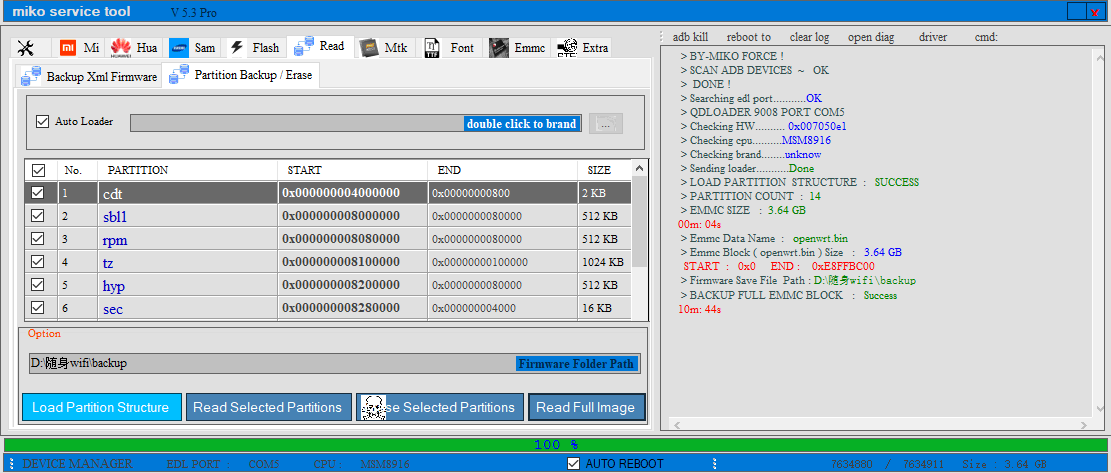 miko service tool V 5.3 Pro
Mi Hua Sam Flash Read Mtk Font Emmc Extra
Backup Xml Firmware Partition Backup / Erase
Auto Loader double click to brand ...
No. PARTITION START END SIZE
1 cdt 0x000000004000000 0x00000000800 2 KB
2 sbl1 0x000000008000000 0x000000080000 512 KB
3 rpm 0x000000008080000 0x000000080000 512 KB
4 tz 0x000000008100000 0x000000100000 1024 KB
5 hyp 0x000000008200000 0x000000080000 512 KB
6 sec 0x000000008280000 0x000000004000 16 KB
Option
D:\随身wifi\backup Firmware Folder Path
Load Partition Structure Read Selected Partitions se Selected Partitions Read Full Image
adb kill reboot to clear log open diag driver cmd:
> BY-MIKO FORCE !
> SCAN ADB DEVICES ~ OK
> DONE !
> Searching edl port...........OK
> QDLOADER 9008 PORT COM5
> Checking HW.......... 0x007050e1
> Checking cpu..........MSM8916
> Checking brand........unknow
> Sending loader...........Done
> LOAD PARTITION STRUCTURE : SUCCESS
> PARTITION COUNT : 14
> EMMC SIZE : 3.64 GB
00m: 04s
> Emmc Data Name : openwrt.bin
> Emmc Block ( openwrt.bin ) Size : 3.64 GB
START : 0x0 END : 0xE8FFBC00
> Firmware Save File Path : D:\随身wifi\backup
> BACKUP FULL EMMC BLOCK : Success
10m: 44s
100 %
DEVICE MANAGER EDL PORT : COM5 CPU : MSM8916 AUTO REBOOT 7634880 / 7634911 Size : 3.64 GB